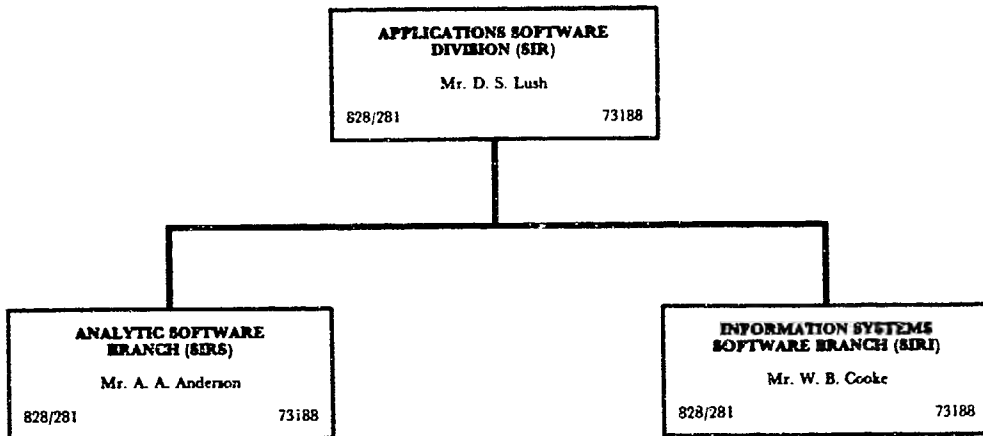 APPLICATIONS SOFTWARE
DIVISION (SIR)
Mr. D. S. Lush
828/281 73188
ANALYTIC SOFTWARE
BRANCH (SIRS)
Mr. A. A. Anderson
828/281 73188
INFORMATION SYSTEMS
SOFTWARE BRANCH (SIRI)
Mr. W. B. Cooke
828/281 73188